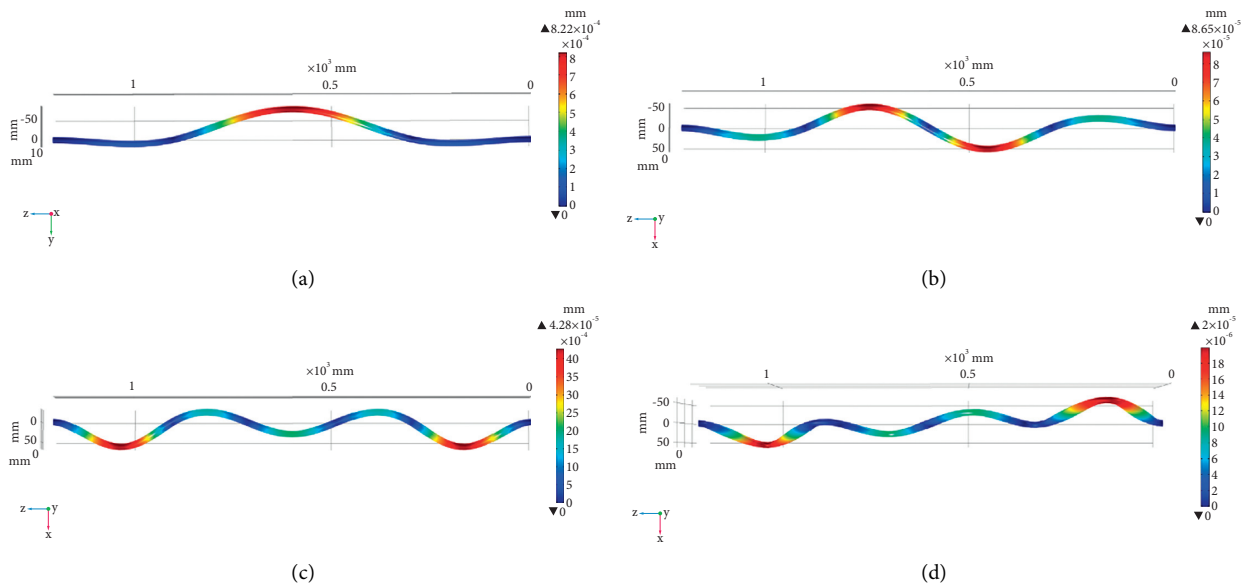 mm
▲8.22×10⁻⁴
×10⁻⁴
×10³ mm
1
0.5
0
8
7
6
5
4
3
2
1
▼0
mm
-50
0
10
mm
z
x
y
(a)
mm
▲8.65×10⁻⁵
×10⁻⁵
×10³ mm
1
0.5
0
8
7
6
5
4
3
2
1
▼0
mm
-50
0
50
0
mm
z
y
x
(b)
mm
▲4.28×10⁻⁵
×10⁻⁴
×10³ mm
1
0.5
0
40
35
30
25
20
15
10
5
0
▼0
mm
0
50
0
mm
z
y
x
(c)
mm
▲2×10⁻⁵
×10⁻⁶
×10³ mm
1
0.5
0
18
16
14
12
10
8
6
4
2
0
▼0
mm
-50
0
50
0
mm
z
y
x
(d)